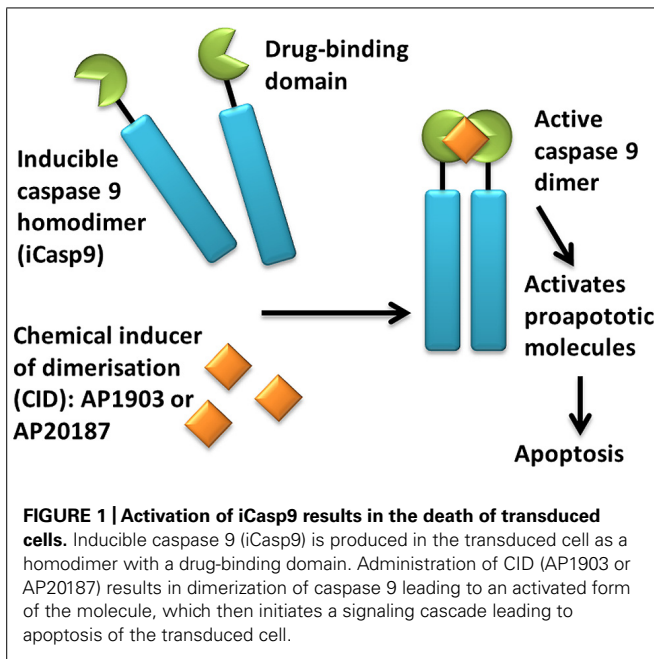 Drug-binding
domain
Inducible
caspase 9
homodimer
(iCasp9)
Active
caspase 9
dimer
Activates
proapototic
molecules
Chemical inducer
of dimerisation
(CID): AP1903 or
AP20187
Apoptosis
FIGURE 1 | Activation of iCasp9 results in the death of transduced
cells. Inducible caspase 9 (iCasp9) is produced in the transduced cell as a
homodimer with a drug-binding domain. Administration of CID (AP1903 or
AP20187) results in dimerization of caspase 9 leading to an activated form
of the molecule, which then initiates a signaling cascade leading to
apoptosis of the transduced cell.